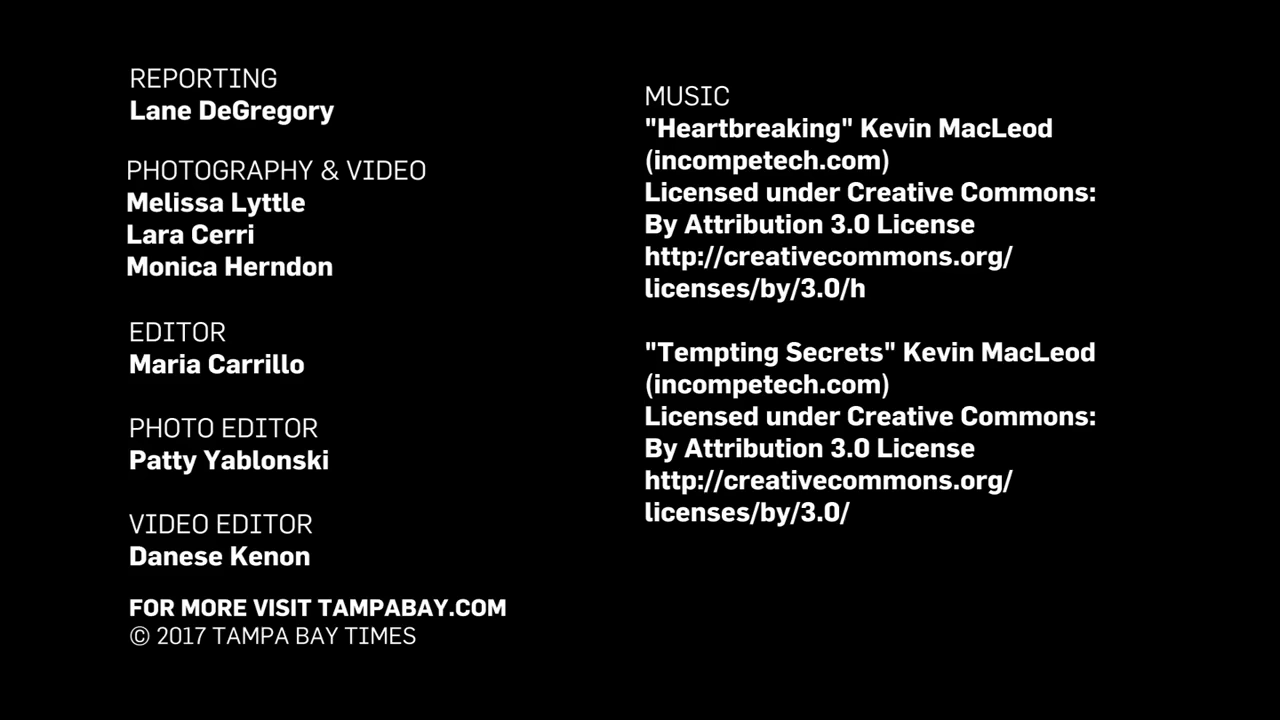 REPORTING
Lane DeGregory
PHOTOGRAPHY & VIDEO
Melissa Lyttle
Lara Cerri
Monica Herndon
EDITOR
Maria Carrillo
PHOTO EDITOR
Patty Yablonski
VIDEO EDITOR
Danese Kenon
FOR MORE VISIT TAMPABAY.COM
© 2017 TAMPA BAY TIMES
MUSIC
"Heartbreaking" Kevin MacLeod
(incompetech.com)
Licensed under Creative Commons:
By Attribution 3.0 License
http://creativecommons.org/
licenses/by/3.0/h
"Tempting Secrets" Kevin MacLeod
(incompetech.com)
Licensed under Creative Commons:
By Attribution 3.0 License
http://creativecommons.org/
licenses/by/3.0/